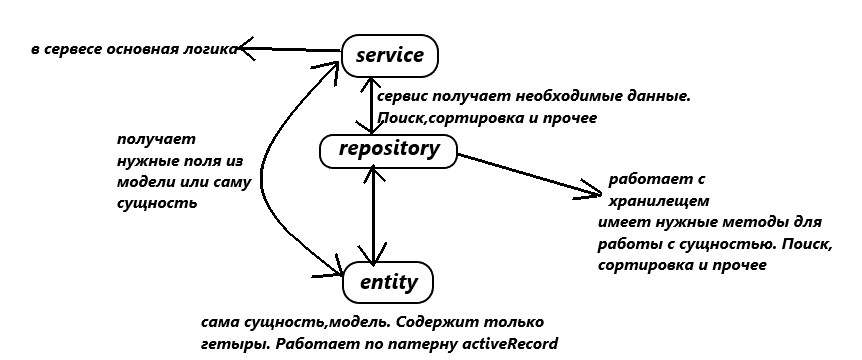 в сервесе основная логика
service
сервис получает необходимые данные.
Поиск,сортировка и прочее
получает
нужные поля из
модели или саму
сущность
repository
работает с
хранилещем
имеет нужные методы для
работы с сущностью. Поиск,
сортировка и прочее
entity
сама сущность,модель. Содержит только
гетыры. Работает по патерну activeRecord